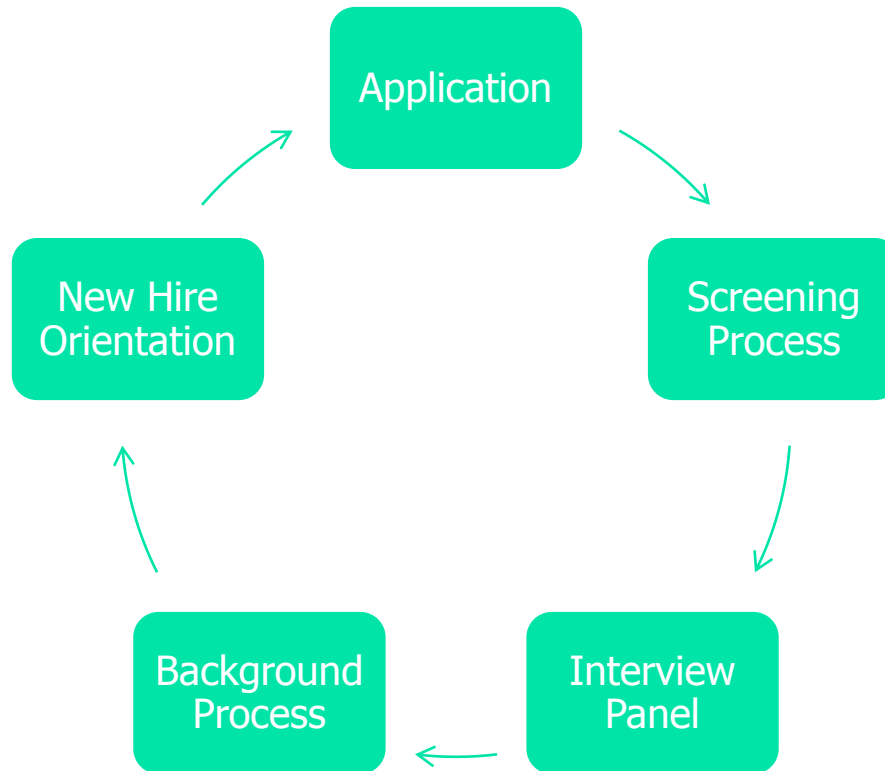 Application
Screening
Process
Interview
Panel
Background
Process
New Hire
Orientation